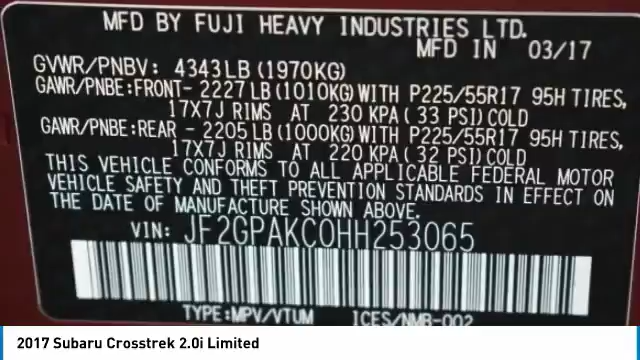 MFD BY FUJI HEAVY INDUSTRIES LTD.
MFD IN 03/17
GVWR/PNBV: 4343LB (1970KG)
GAWR/PNBE:FRONT- 2227 LB (1010KG) WITH P225/55R17 95H TIRES,
17X7J RIMS AT 230 KPA ( 33 PSI) COLD
GAWR/PNBE:REAR - 2205 LB (1000KG) WITH P225/55R17 95H TIRES,
17X7J RIMS AT 220 KPA ( 32 PSI) COLD
THIS VEHICLE CONFORMS TO ALL APPLICABLE FEDERAL MOTOR
VEHICLE SAFETY AND THEFT PREVENTION STANDARDS IN EFFECT ON
THE DATE OF MANUFACTURE SHOWN ABOVE.
VIN: JF2GPAKC0HH253065
TYPE:MPV/VTUM ICES/NMB-002
2017 Subaru Crosstrek 2.0i Limited